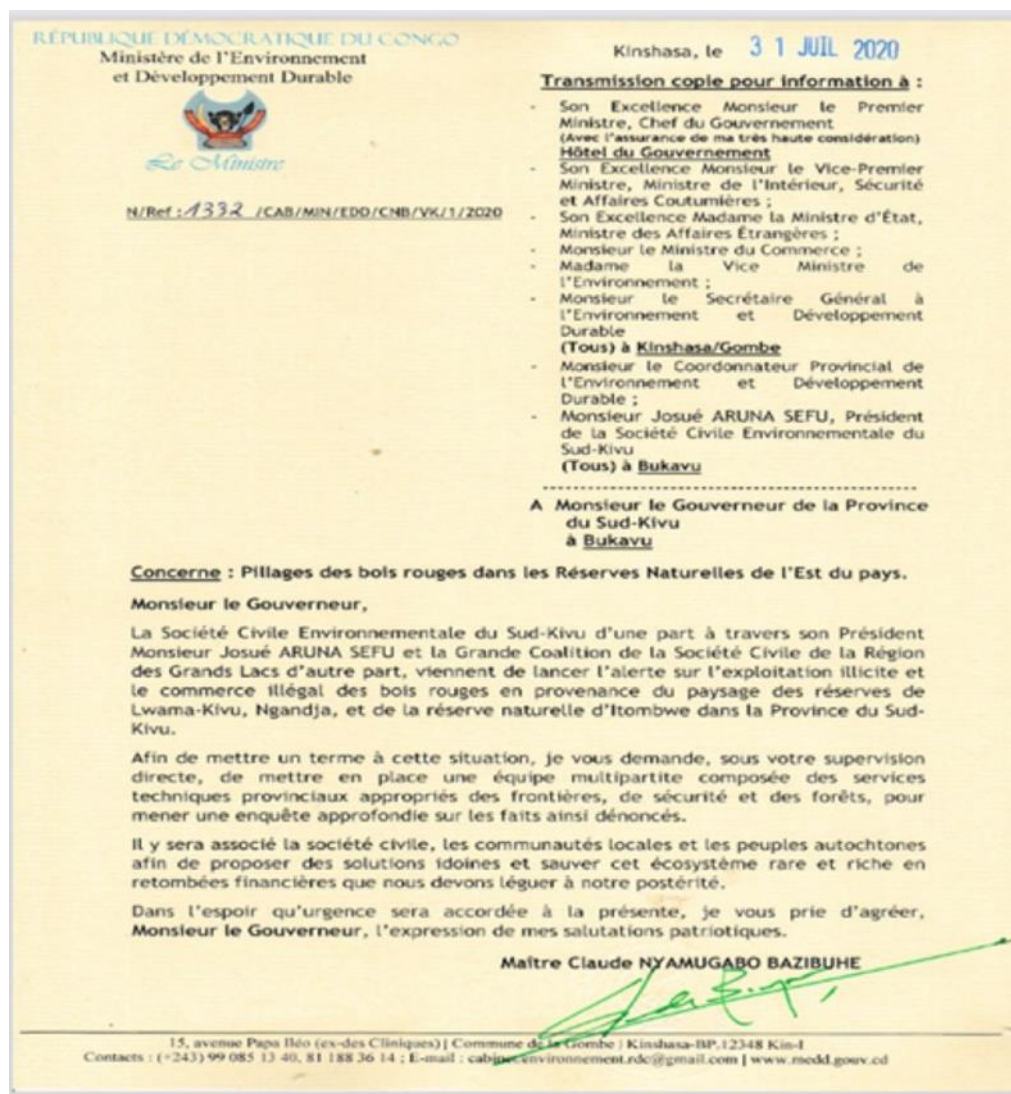 RÉPUBLIQUE DÉMOCRATIQUE DU CONGO
Ministère de l'Environnement
et Développement Durable
Le Ministre
N/Ref : 1332 /CAB/MIN/EDD/CNB/VK/1/2020
Kinshasa, le 31 JUIL 2020
Transmission copie pour information à :
- Son Excellence Monsieur le Premier
Ministre, Chef du Gouvernement
(Avec l'assurance de ma très haute considération)
Hôtel du Gouvernement
- Son Excellence Monsieur le Vice-Premier
Ministre, Ministre de l'Intérieur, Sécurité
et Affaires Coutumières ;
- Son Excellence Madame la Ministre d'État,
Ministre des Affaires Étrangères ;
- Monsieur le Ministre du Commerce ;
- Madame la Vice Ministre de
l'Environnement ;
- Monsieur le Secrétaire Général à
l'Environnement et Développement
Durable
(Tous) à Kinshasa/Gombe
- Monsieur le Coordonnateur Provincial de
l'Environnement et Développement
Durable ;
- Monsieur Josué ARUNA SEFU, Président
de la Société Civile Environnementale du
Sud-Kivu
(Tous) à Bukavu
A Monsieur le Gouverneur de la Province
du Sud-Kivu
à Bukavu
Concerne : Pillages des bois rouges dans les Réserves Naturelles de l'Est du pays.
Monsieur le Gouverneur,
La Société Civile Environnementale du Sud-Kivu d'une part à travers son Président
Monsieur Josué ARUNA SEFU et la Grande Coalition de la Société Civile de la Région
des Grands Lacs d'autre part, viennent de lancer l'alerte sur l'exploitation illicite et
le commerce illégal des bois rouges en provenance du paysage des réserves de
Lwama-Kivu, Ngandja, et de la réserve naturelle d'Itombwe dans la Province du Sud-
Kivu.
Afin de mettre un terme à cette situation, je vous demande, sous votre supervision
directe, de mettre en place une équipe multipartite composée des services
techniques provinciaux appropriés des frontières, de sécurité et des forêts, pour
mener une enquête approfondie sur les faits ainsi dénoncés.
Il y sera associé la société civile, les communautés locales et les peuples autochtones
afin de proposer des solutions idoines et sauver cet écosystème rare et riche en
retombées financières que nous devons léguer à notre postérité.
Dans l'espoir qu'urgence sera accordée à la présente, je vous prie d'agréer,
Monsieur le Gouverneur, l'expression de mes salutations patriotiques.
Maître Claude NYAMUGABO BAZIBUHE
15, avenue Papa Iléo (ex-des Cliniques) | Commune de la Gombe | Kinshasa-BP.12348 Kin-I
Contacts : (+243) 99 085 13 40, 81 188 36 14 ; E-mail : cabinet.environnement.rdc@gmail.com | www.medd.gouv.cd